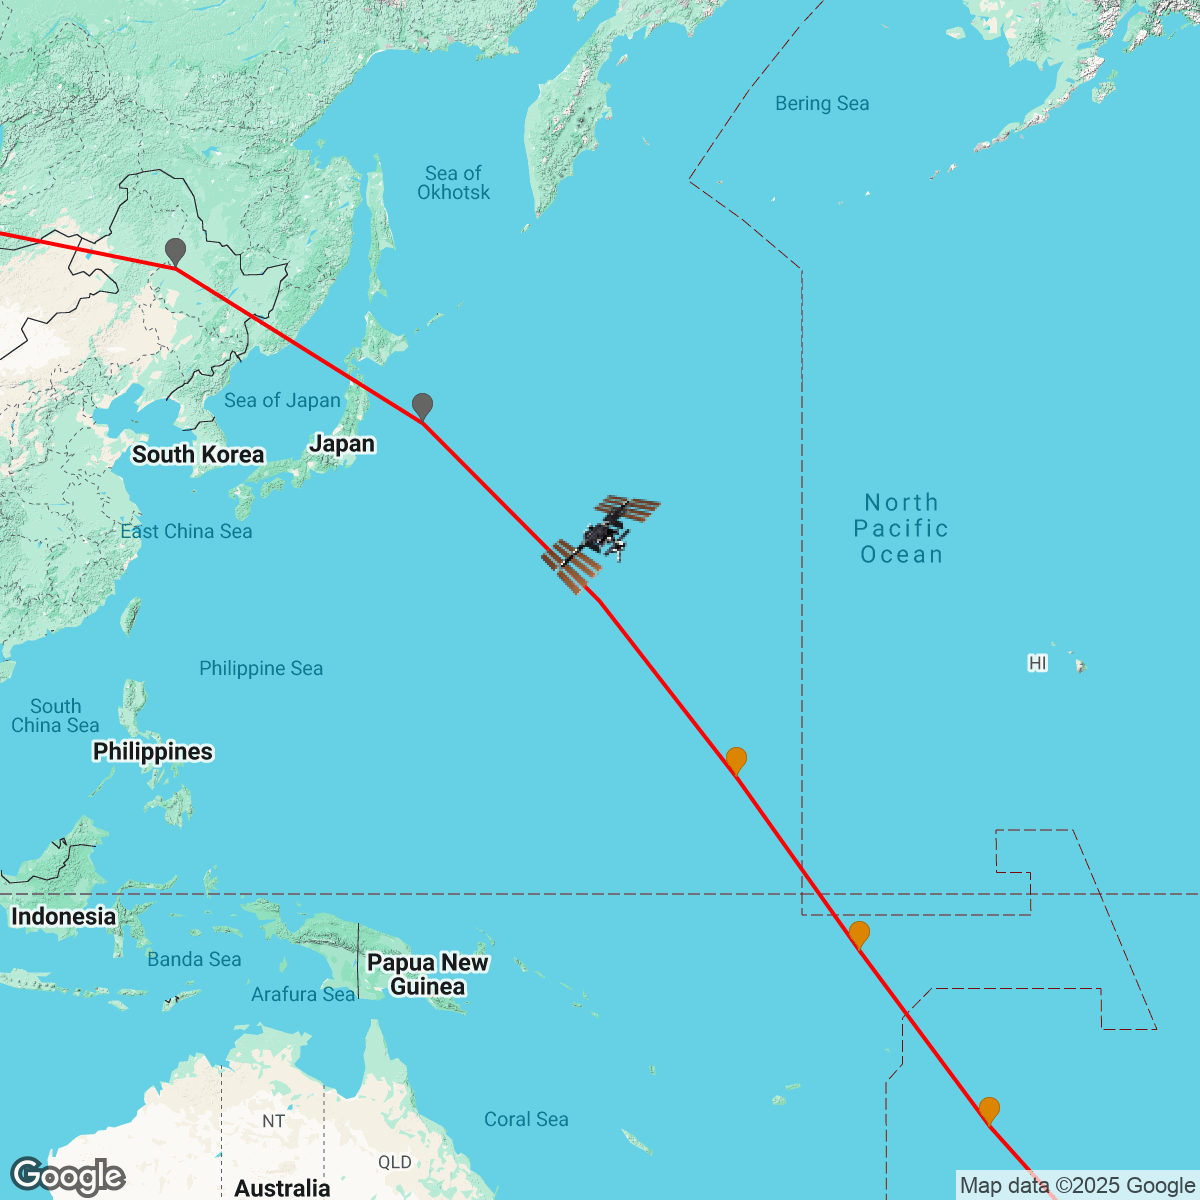 Bering Sea
Sea of
Okhotsk
Sea of Japan
Japan
South Korea
North
Pacific
Ocean
East China Sea
HI
Philippine Sea
South
China Sea
Philippines
Indonesia
Banda Sea
Papua New
Guinea
Arafura Sea
NT
Coral Sea
QLD
Google
Australia
Map data ©2025 Google